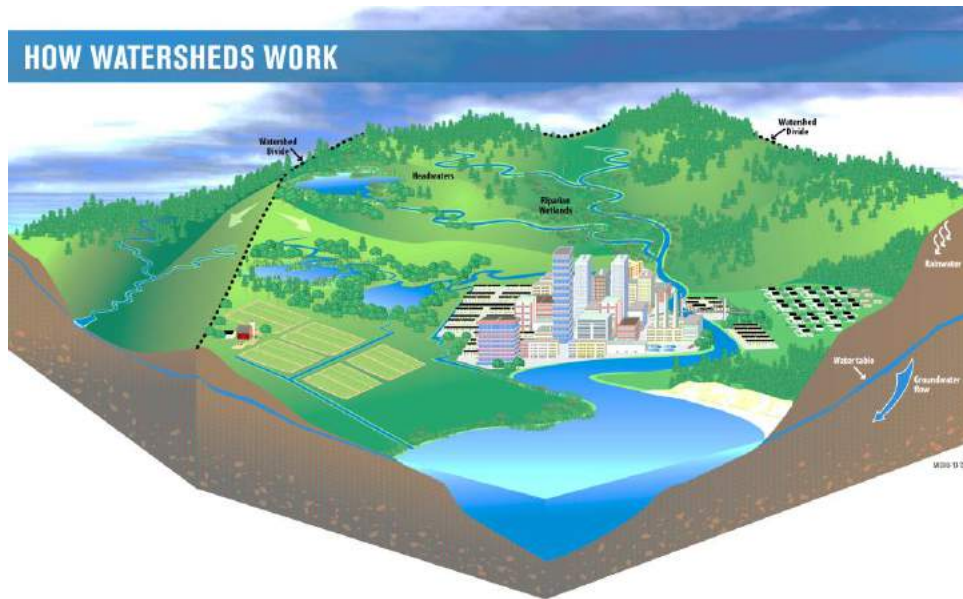 HOW WATERSHEDS WORK
Watershed
Divide
Watershed
Divide
Headwaters
Riparian
Wetlands
Rainwater
Water table
Groundwater
flow